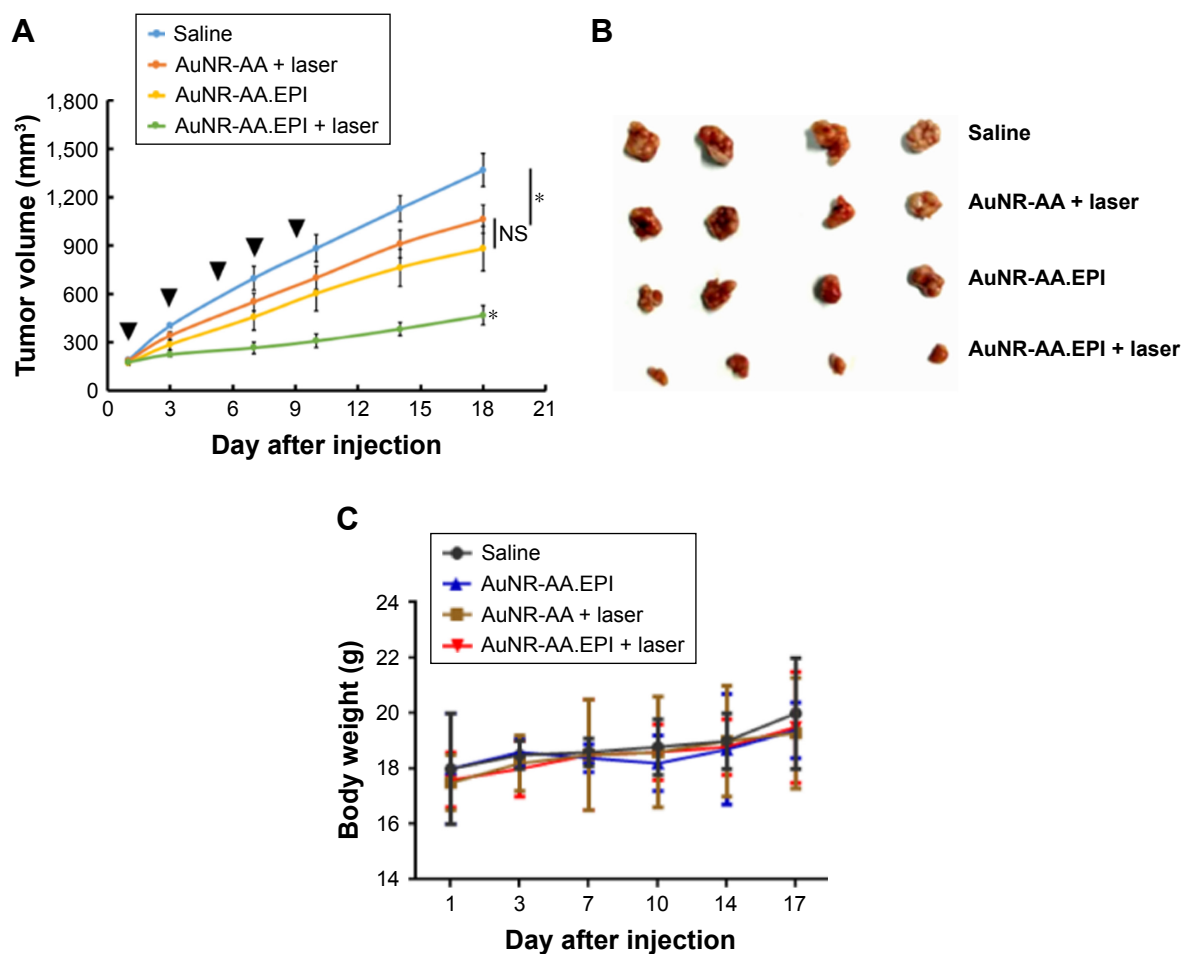 A
Saline
AuNR-AA + laser
AuNR-AA.EPI
AuNR-AA.EPI + laser
Tumor volume (mm³)
1,800
1,500
1,200
900
600
300
0
*
NS
*
0 3 6 9 12 15 18 21
Day after injection
B
Saline
AuNR-AA + laser
AuNR-AA.EPI
AuNR-AA.EPI + laser
C
Saline
AuNR-AA.EPI
AuNR-AA + laser
AuNR-AA.EPI + laser
Body weight (g)
24
22
20
18
16
14
1 3 7 10 14 17
Day after injection